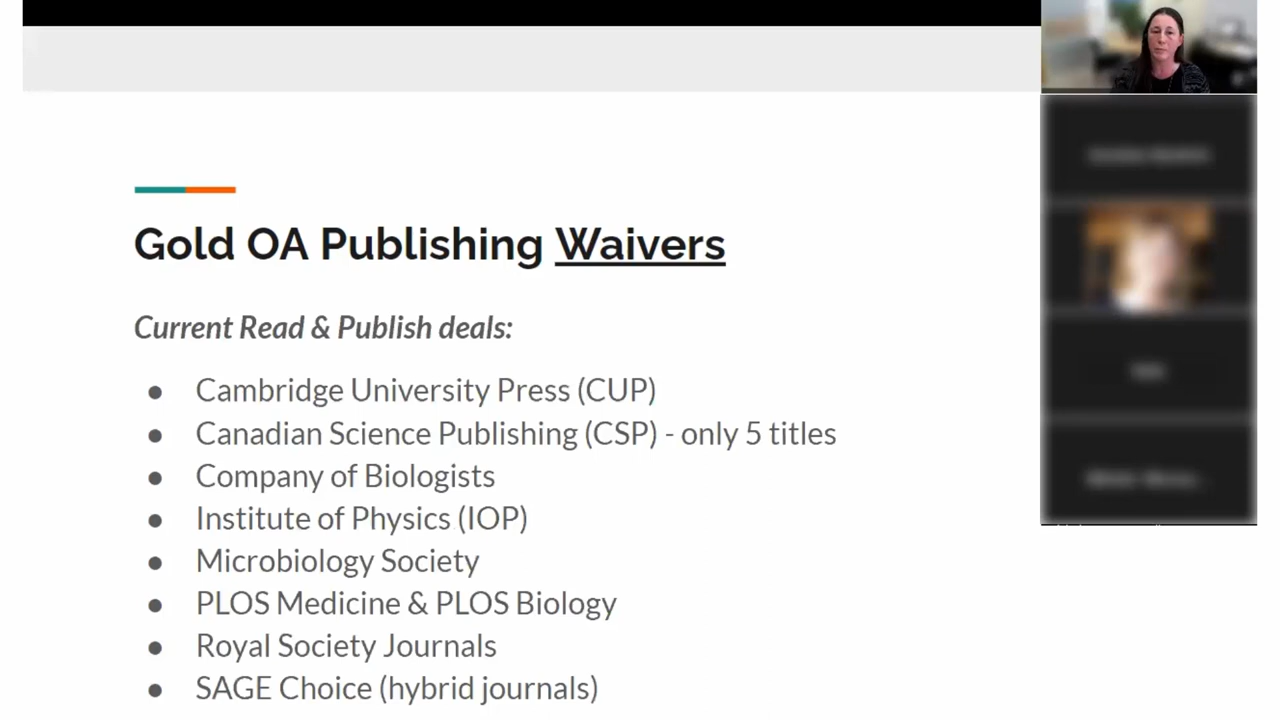 Gold OA Publishing Waivers
Current Read & Publish deals:
● Cambridge University Press (CUP)
● Canadian Science Publishing (CSP) - only 5 titles
● Company of Biologists
● Institute of Physics (IOP)
● Microbiology Society
● PLOS Medicine & PLOS Biology
● Royal Society Journals
● SAGE Choice (hybrid journals)